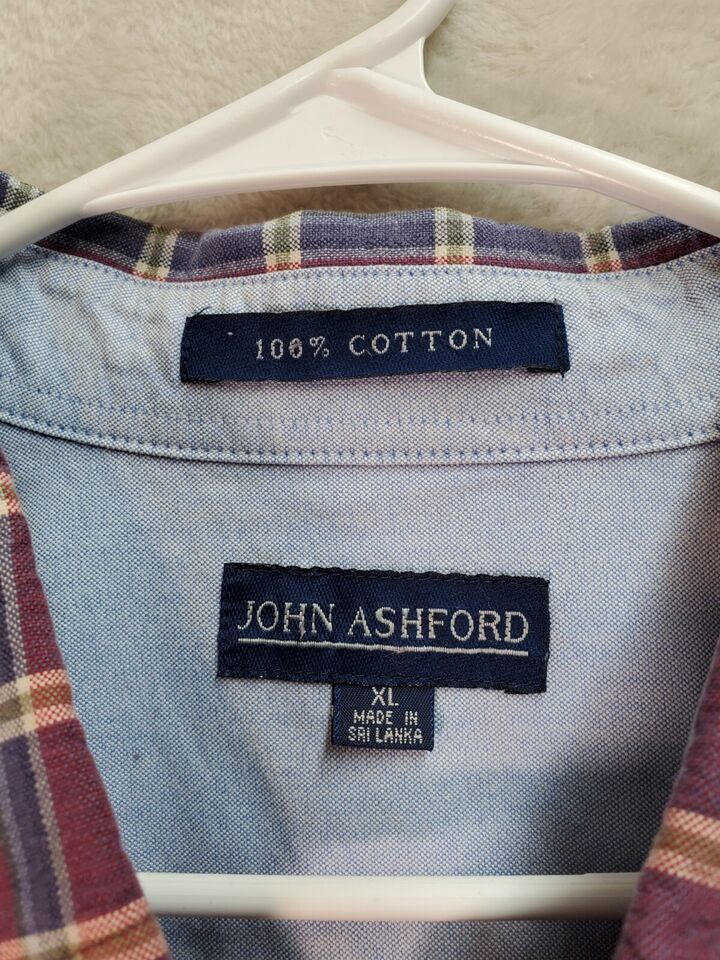 100% COTTON
JOHN ASHFORD
XL
MADE IN
SRI LANKA